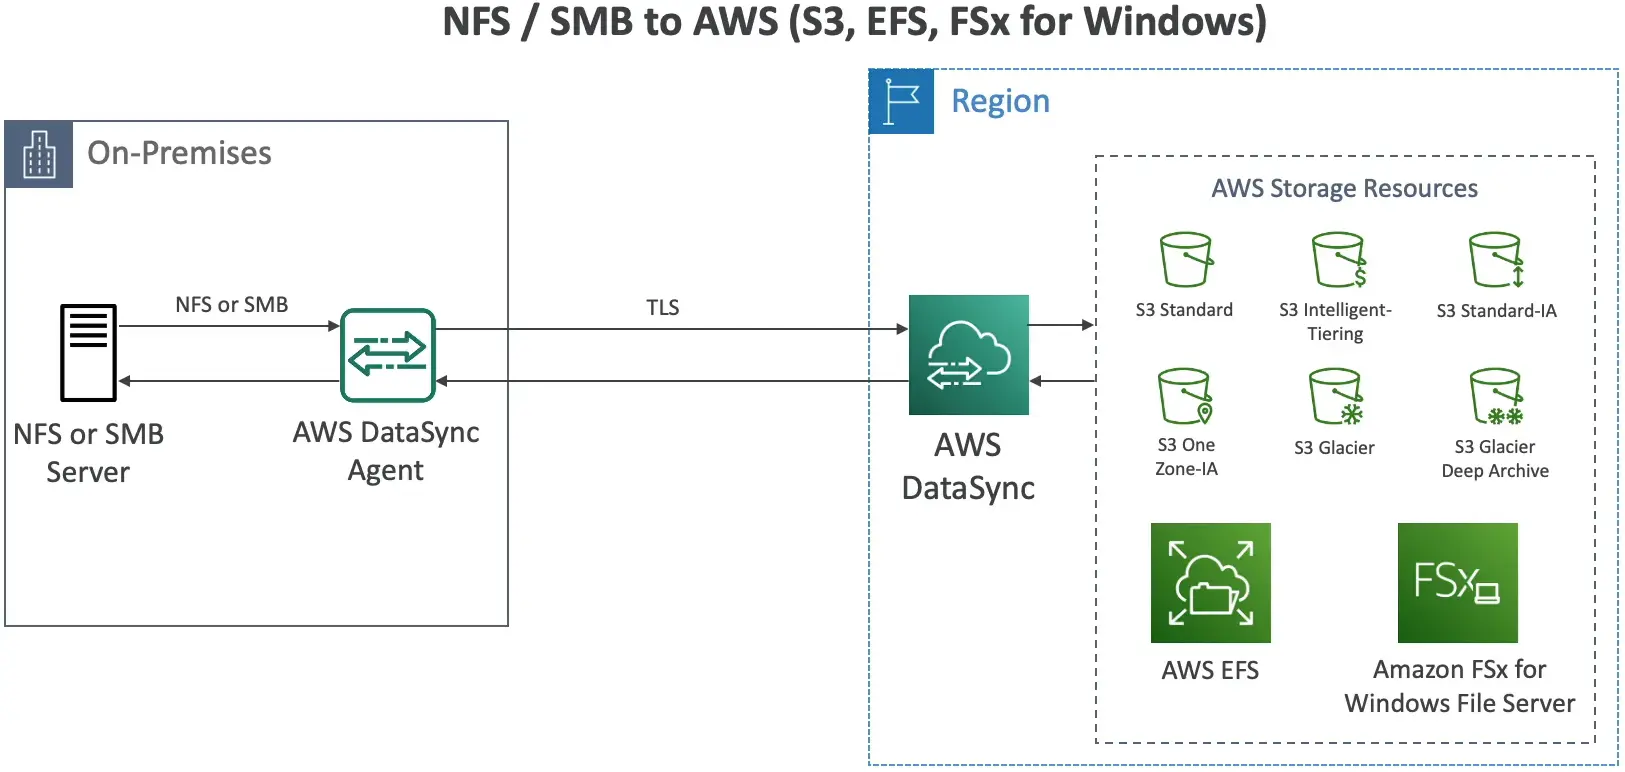 NFS / SMB to AWS (S3, EFS, FSx for Windows)
On-Premises
NFS or SMB
NFS or SMB
Server
AWS DataSync
Agent
TLS
Region
AWS
DataSync
AWS Storage Resources
S3 Standard
S3 Intelligent-
Tiering
S3 Standard-IA
S3 One
Zone-IA
S3 Glacier
S3 Glacier
Deep Archive
$
FSx
AWS EFS
Amazon FSx for
Windows File Server